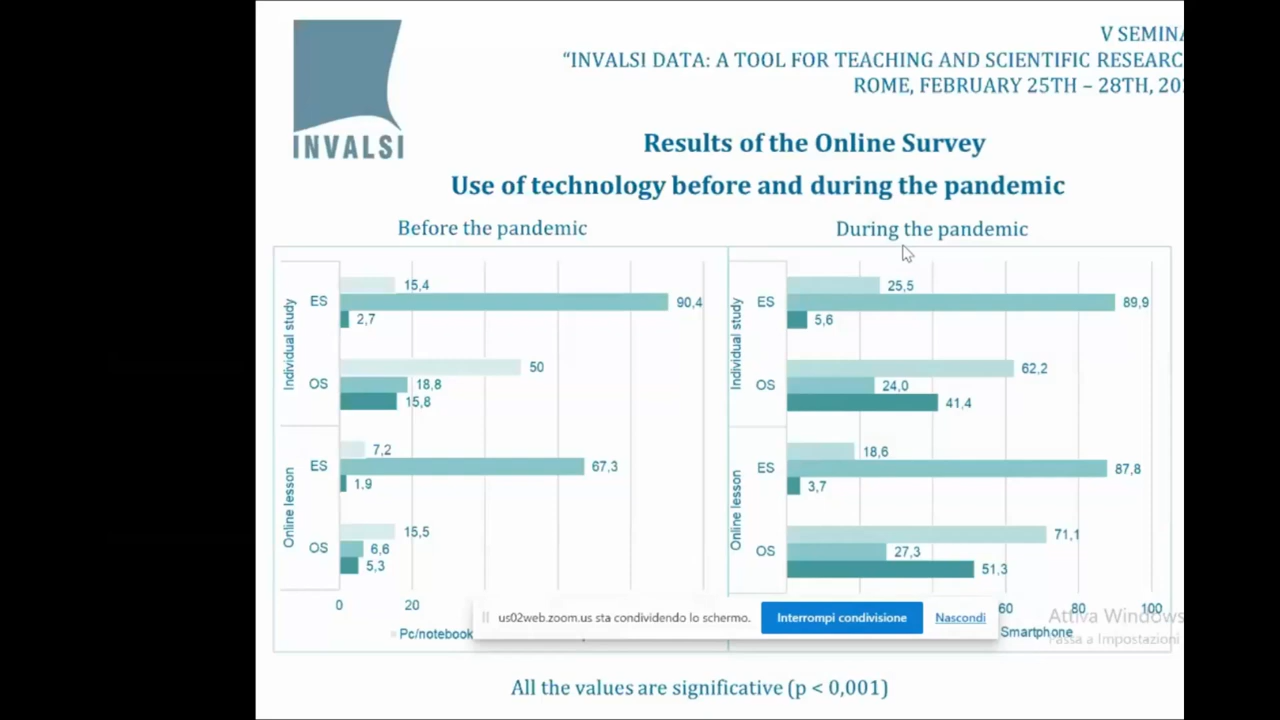 INVALSI
V SEMINA
“INVALSI DATA: A TOOL FOR TEACHING AND SCIENTIFIC RESEARC
ROME, FEBRUARY 25TH – 28TH, 20
Results of the Online Survey
Use of technology before and during the pandemic
Before the pandemic
Individual study
ES
15,4
90,4
2,7
OS
50
18,8
15,8
Online lesson
ES
7,2
67,3
1.9
OS
15,5
6,6
5,3
0 20
Pc/notebook
During the pandemic
Individual study
ES
25,5
89,9
5,6
OS
62,2
24,0
41,4
Online lesson
ES
18,6
87,8
3,7
OS
71,1
27,3
51,3
60 80 100
Smartphone
us02web.zoom.us sta condividendo lo schermo. Interrompi condivisione Nascondi
Attiva Windows
Passa a Impostazioni
All the values are significative (p < 0,001)